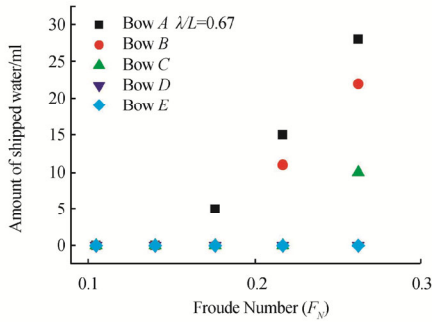 Amount of shipped water/ml
30
25
20
15
10
5
0
Bow A λ/L=0.67
Bow B
Bow C
Bow D
Bow E
0.1
0.2
0.3
Froude Number (F_N)